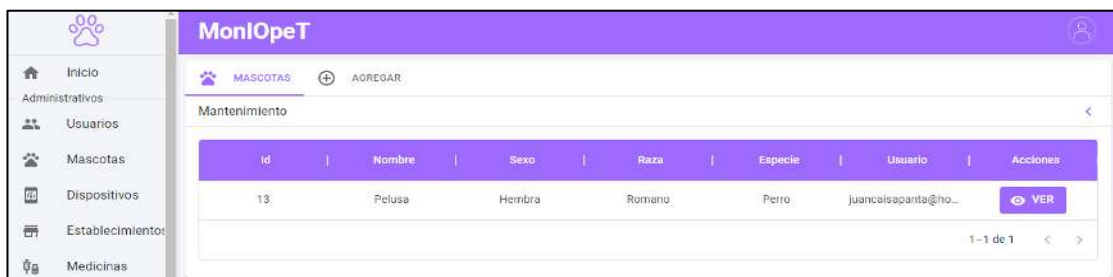 MonIOpeT
Inicio
Administrativos
Usuarios
Mascotas
Dispositivos
Establecimientos
Medicinas
MASCOTAS AGREGAR
Mantenimiento
Id | Nombre | Sexo | Raza | Especie | Usuario | Acciones
13 Pelusa Hembra Romano Perro juancaisapanta@ho... VER
1-1 de 1